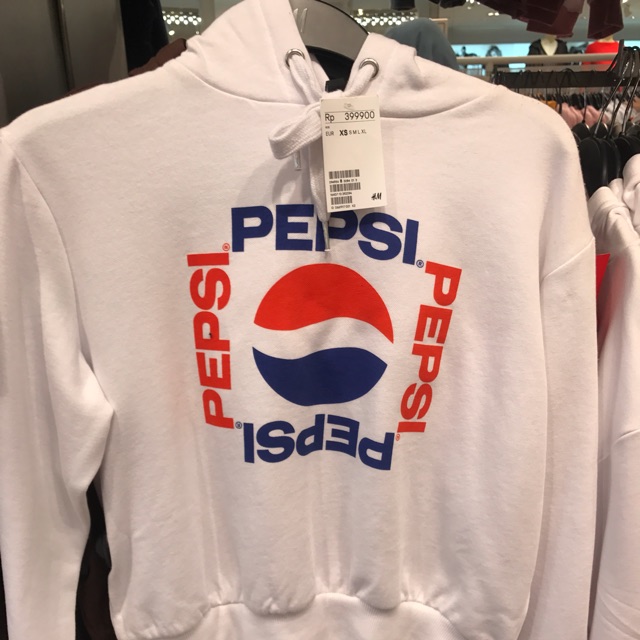 Rp 399900
EUR XS S M L XL
H&M
PEPSI®
PEPSI®
PEPSI®
PEPSI®